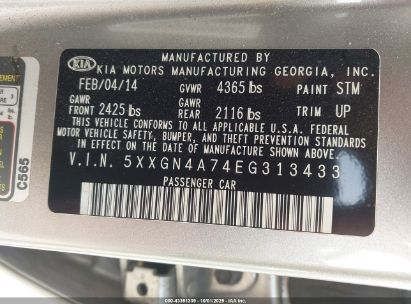 MANUFACTURED BY
KIA KIA MOTORS MANUFACTURING GEORGIA, INC.
FEB/04/14 GVWR 4365 lbs PAINT STM
GAWR FRONT 2425 lbs GAWR REAR 2116 lbs TRIM UP
THIS VEHICLE CONFORMS TO ALL APPLICABLE FEDERAL
MOTOR VEHICLE SAFETY, BUMPER, AND THEFT PREVENTION STANDARDS
IN EFFECT ON THE DATE OF MANUFACTURE SHOWN ABOVE.
V.I.N. 5XXGN4A74EG313433
PASSENGER CAR
C565